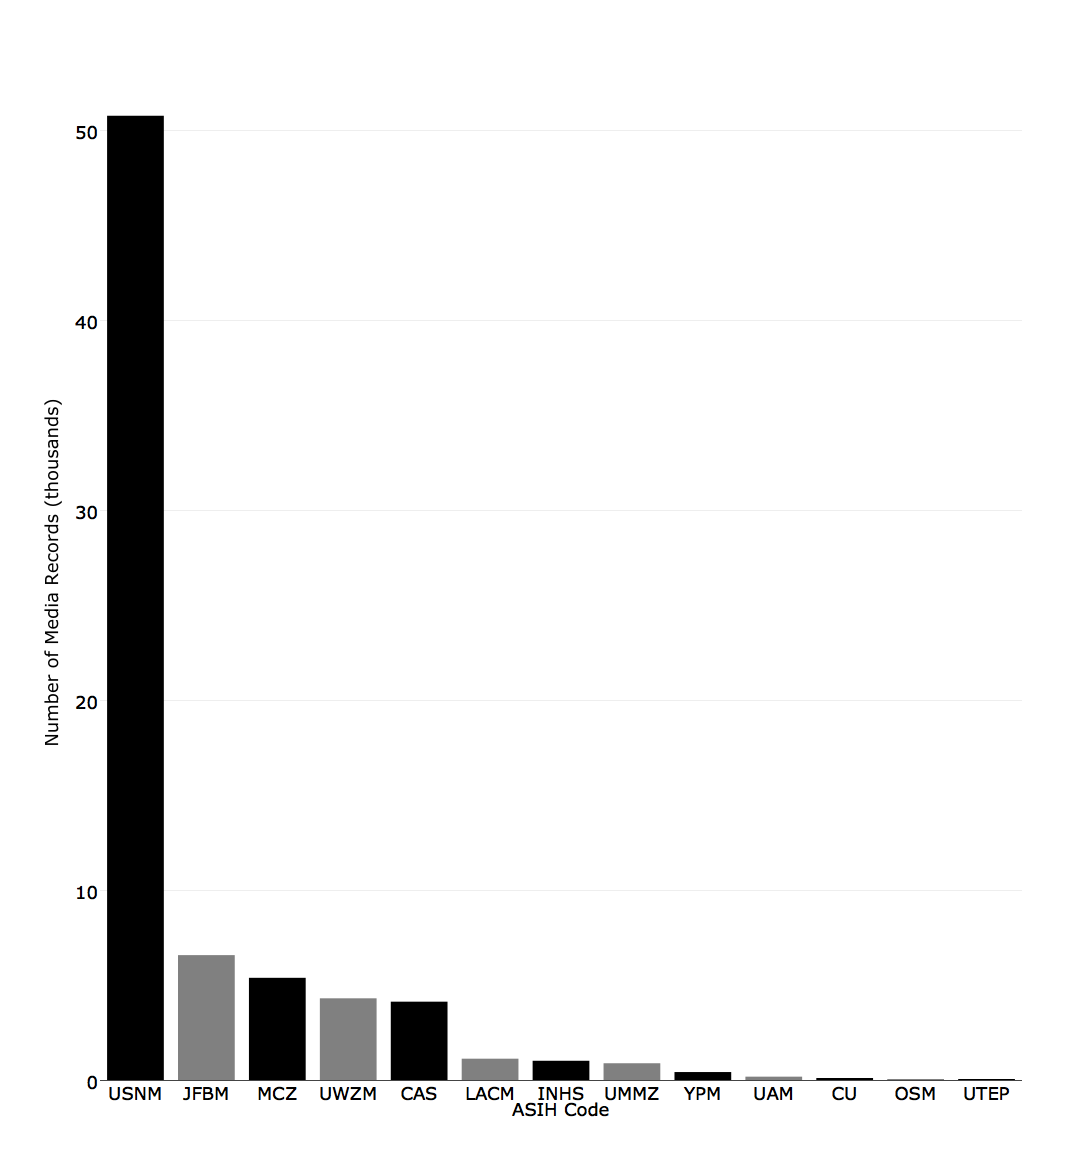 50
40
30
20
10
0
Number of Media Records (thousands)
USNM JFBM MCZ UWZM CAS LACM INHS UMMZ YPM UAM CU OSM UTEP
ASIH Code